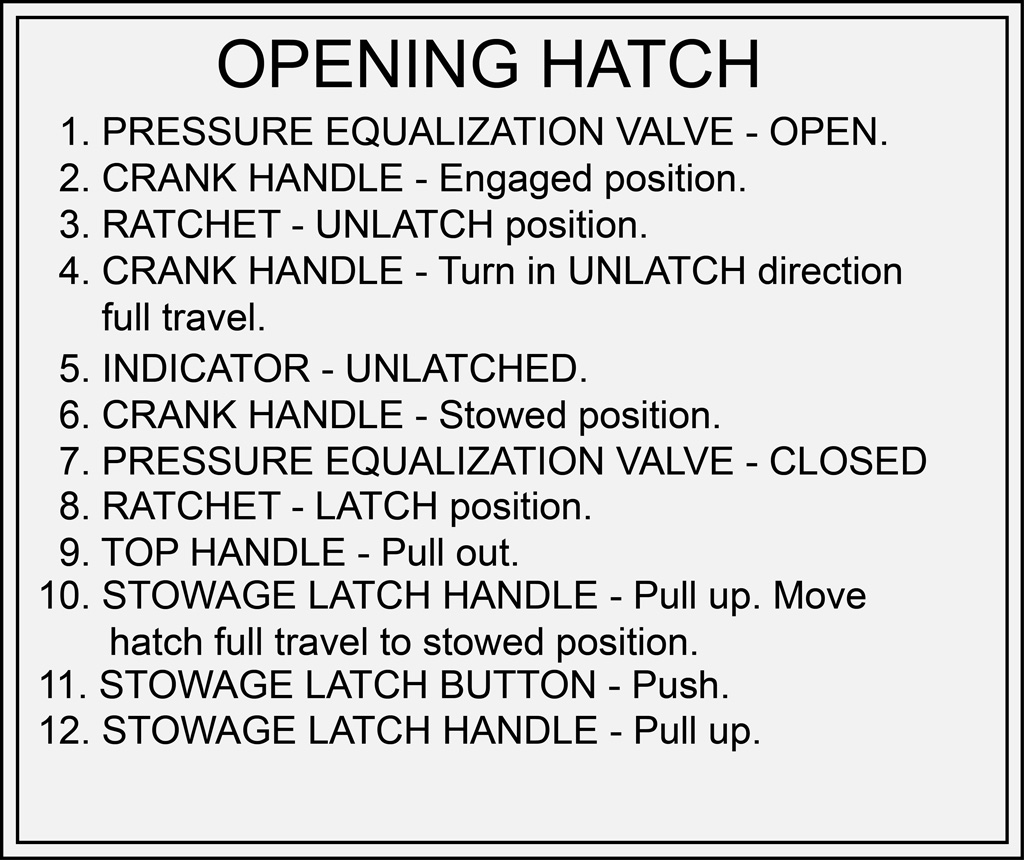 OPENING HATCH
1. PRESSURE EQUALIZATION VALVE - OPEN.
2. CRANK HANDLE - Engaged position.
3. RATCHET - UNLATCH position.
4. CRANK HANDLE - Turn in UNLATCH direction
full travel.
5. INDICATOR - UNLATCHED.
6. CRANK HANDLE - Stowed position.
7. PRESSURE EQUALIZATION VALVE - CLOSED
8. RATCHET - LATCH position.
9. TOP HANDLE - Pull out.
10. STOWAGE LATCH HANDLE - Pull up. Move
hatch full travel to stowed position.
11. STOWAGE LATCH BUTTON - Push.
12. STOWAGE LATCH HANDLE - Pull up.